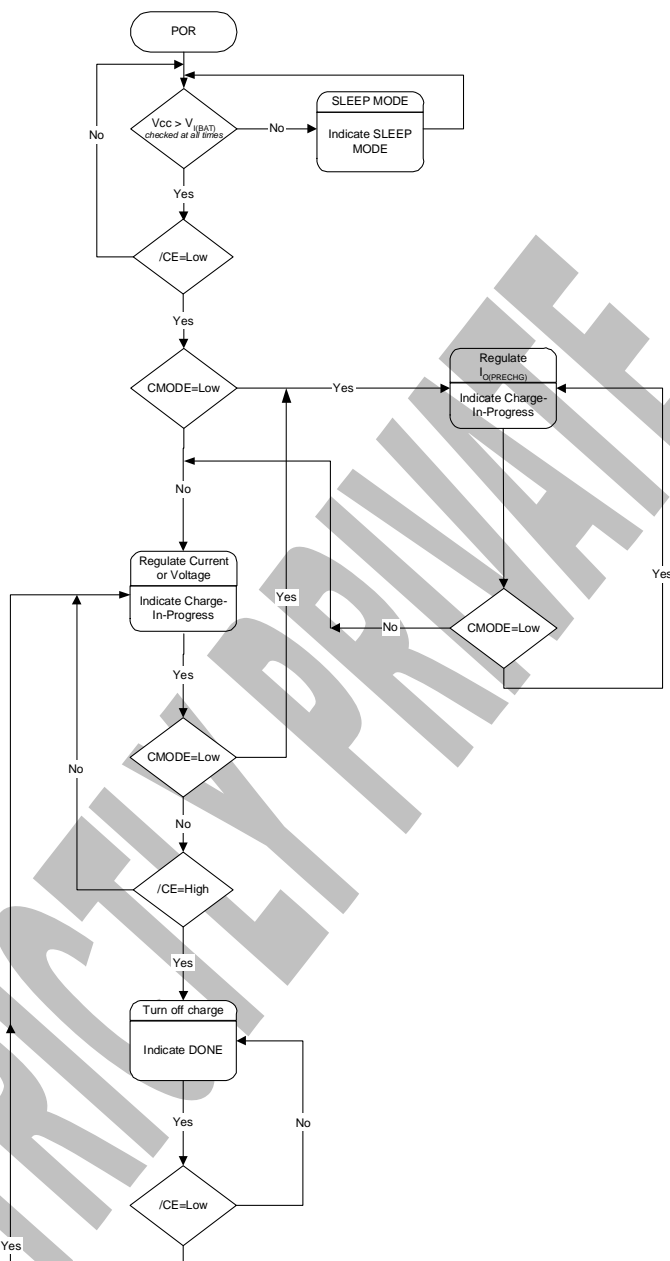 POR
Vcc > VI(BAT)
checked at all times
No
SLEEP MODE
Indicate SLEEP
MODE
No
Yes
/CE=Low
Yes
CMODE=Low
Yes
Regulate
IO(PRECHG)
Indicate Charge-
In-Progress
No
Regulate Current
or Voltage
Indicate Charge-
In-Progress
Yes
Yes
No
CMODE=Low
Yes
CMODE=Low
No
No
/CE=High
Yes
Turn off charge
Indicate DONE
Yes
No
/CE=Low
Yes
RICTLY PRIVATE